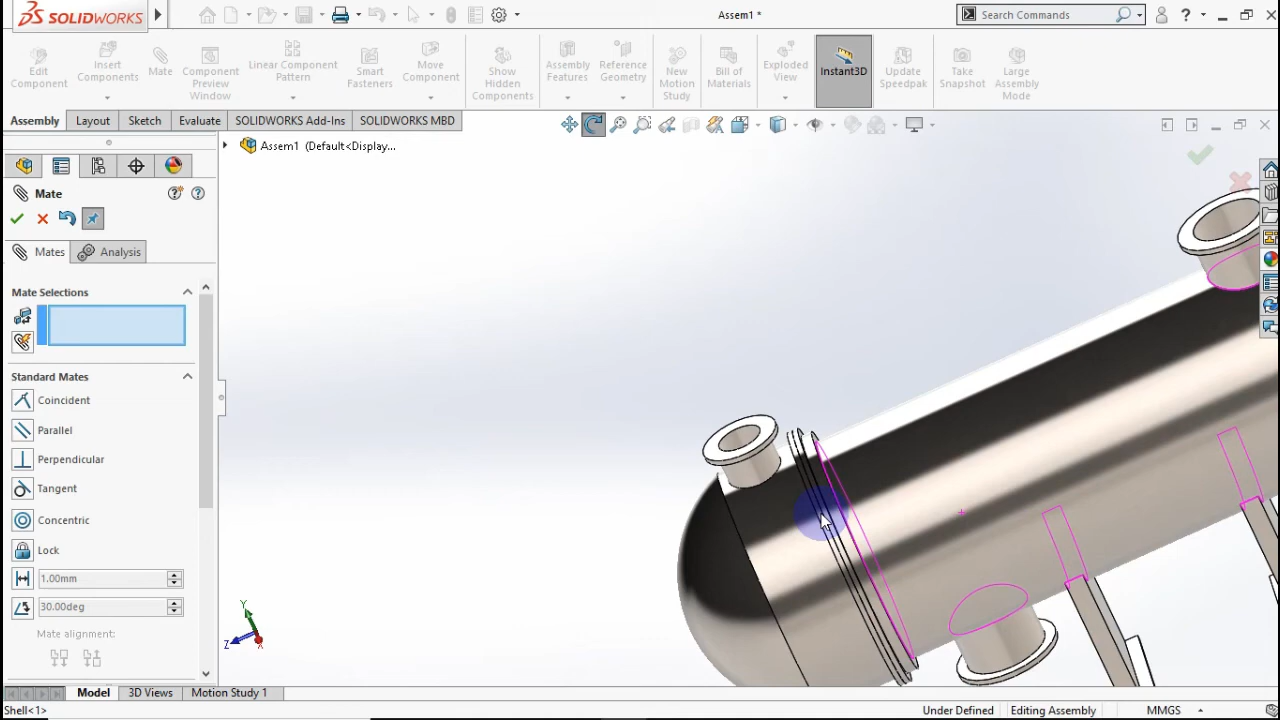 SOLIDWORKS
Assem1 *
Search Commands
?
Edit Component
Insert Components
Mate
Component Preview Window
Linear Component Pattern
Smart Fasteners
Move Component
Show Hidden Components
Assembly Features
Reference Geometry
New Motion Study
Bill of Materials
Exploded View
Instant3D
Update Speedpak
Take Snapshot
Large Assembly Mode
Assembly
Layout
Sketch
Evaluate
SOLIDWORKS Add-Ins
SOLIDWORKS MBD
Assem1 (Default<Display...
Mate
Mates
Analysis
Mate Selections
Standard Mates
Coincident
Parallel
Perpendicular
Tangent
Concentric
Lock
1.00mm
30.00deg
Mate alignment:
Y
Z
X
Model
3D Views
Motion Study 1
Shell<1>
Under Defined
Editing Assembly
MMGS